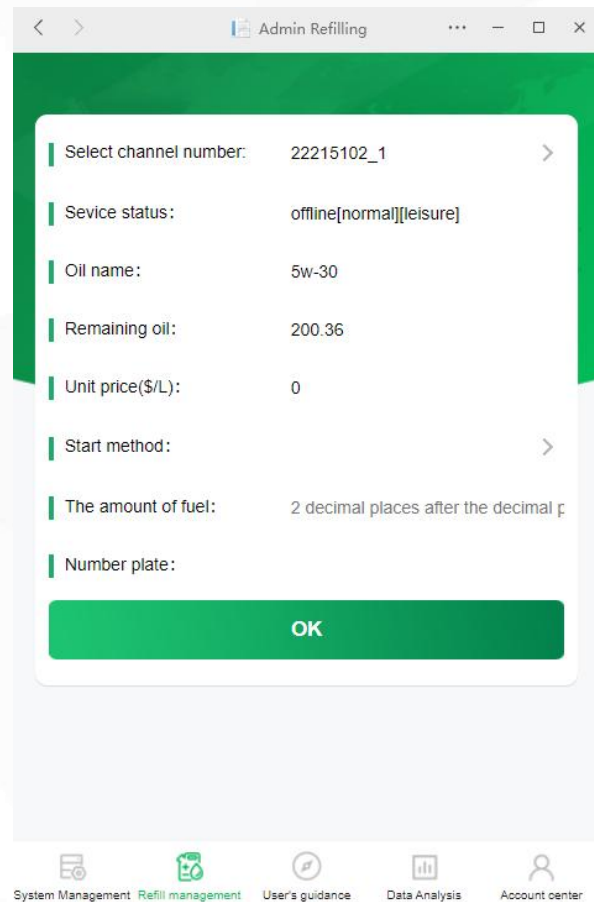 Admin Refilling
Select channel number: 22215102_1
Sevice status: offline[normal][leisure]
Oil name: 5w-30
Remaining oil: 200.36
Unit price($/L): 0
Start method:
The amount of fuel: 2 decimal places after the decimal p
Number plate:
OK
System Management Refill management User's guidance Data Analysis Account center